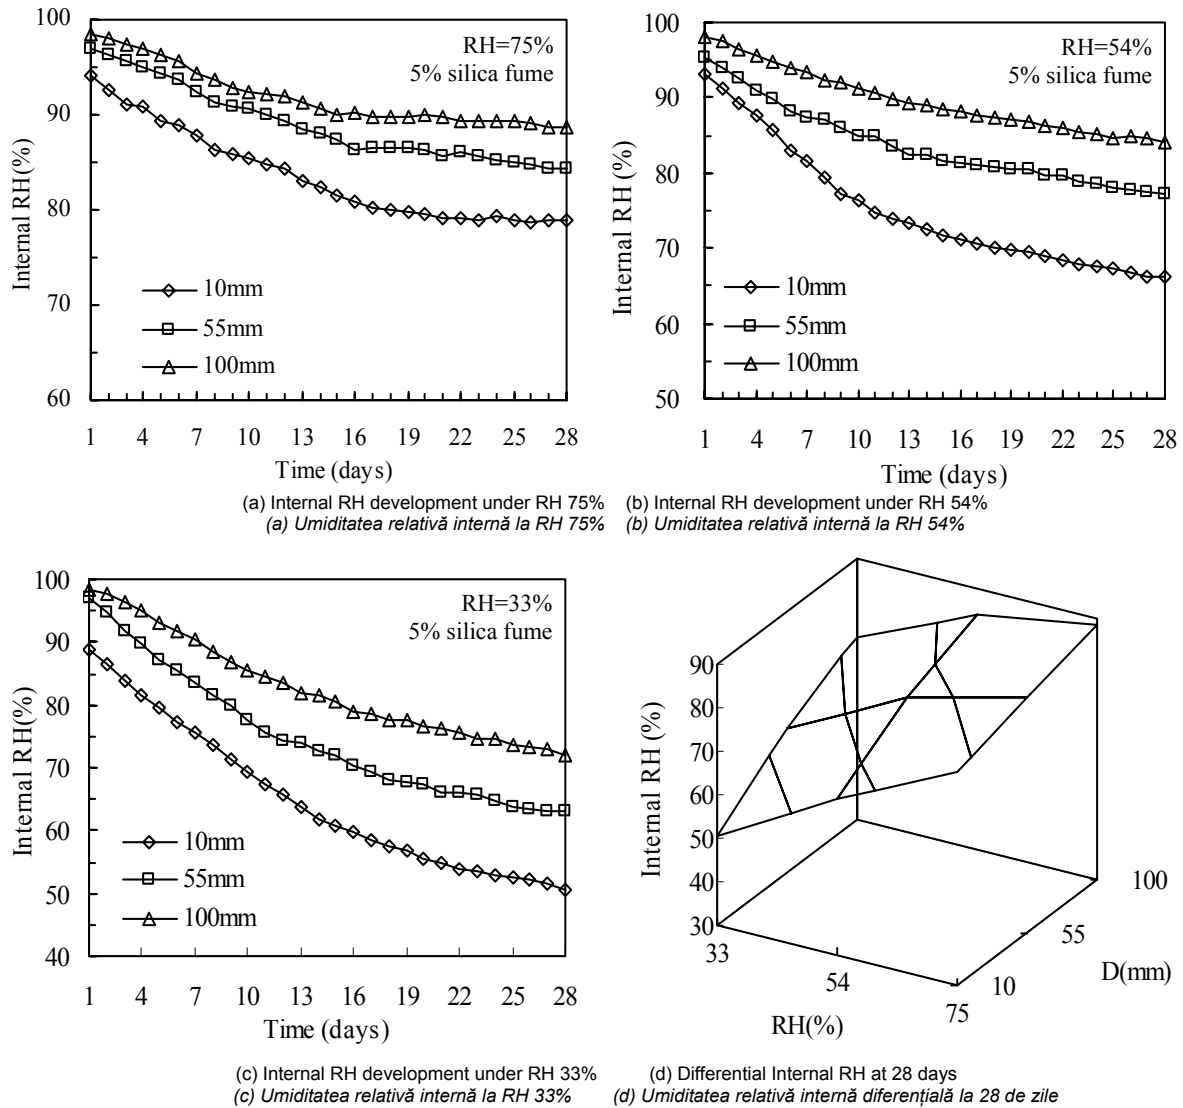 100
90
80
70
60
Internal RH(%)
RH=75%
5% silica fume
10mm
55mm
100mm
1 4 7 10 13 16 19 22 25 28
Time (days)
100
90
80
70
60
50
Internal RH (%)
RH=54%
5% silica fume
10mm
55mm
100mm
1 4 7 10 13 16 19 22 25 28
Time (days)
(a) Internal RH development under RH 75% (b) Internal RH development under RH 54%
(a) Umiditatea relativă internă la RH 75% (b) Umiditatea relativă internă la RH 54%
100
90
80
70
60
50
40
Internal RH(%)
RH=33%
5% silica fume
10mm
55mm
100mm
1 4 7 10 13 16 19 22 25 28
Time (days)
90
80
70
60
50
40
30
Internal RH (%)
33
54
75
RH(%)
10
55
100
D(mm)
(c) Internal RH development under RH 33% (d) Differential Internal RH at 28 days
(c) Umiditatea relativă internă la RH 33% (d) Umiditatea relativă internă diferențială la 28 de zile